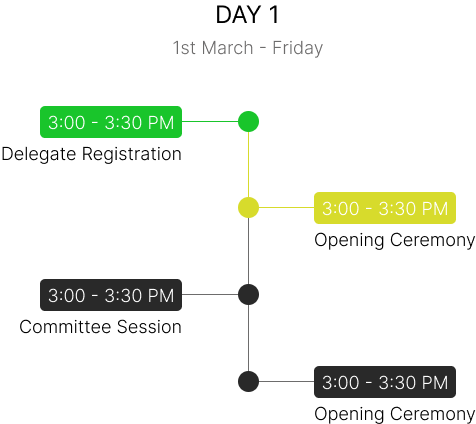 DAY 1
1st March - Friday
3:00 - 3:30 PM
Delegate Registration
3:00 - 3:30 PM
Opening Ceremony
3:00 - 3:30 PM
Committee Session
3:00 - 3:30 PM
Opening Ceremony